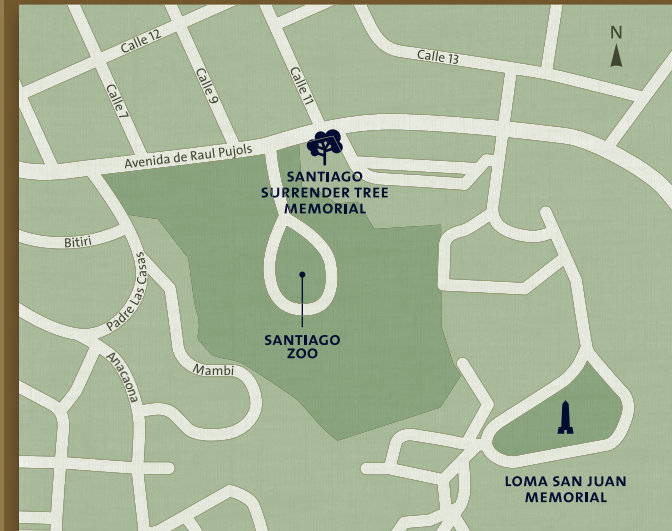 N
Calle 12
Calle 13
Calle 7
Calle 9
Calle 11
Avenida de Raul Pujols
SANTIAGO
SURRENDER TREE
MEMORIAL
Bitiri
Padre Las Casas
SANTIAGO
ZOO
Anacaona
Mambi
LOMA SAN JUAN
MEMORIAL